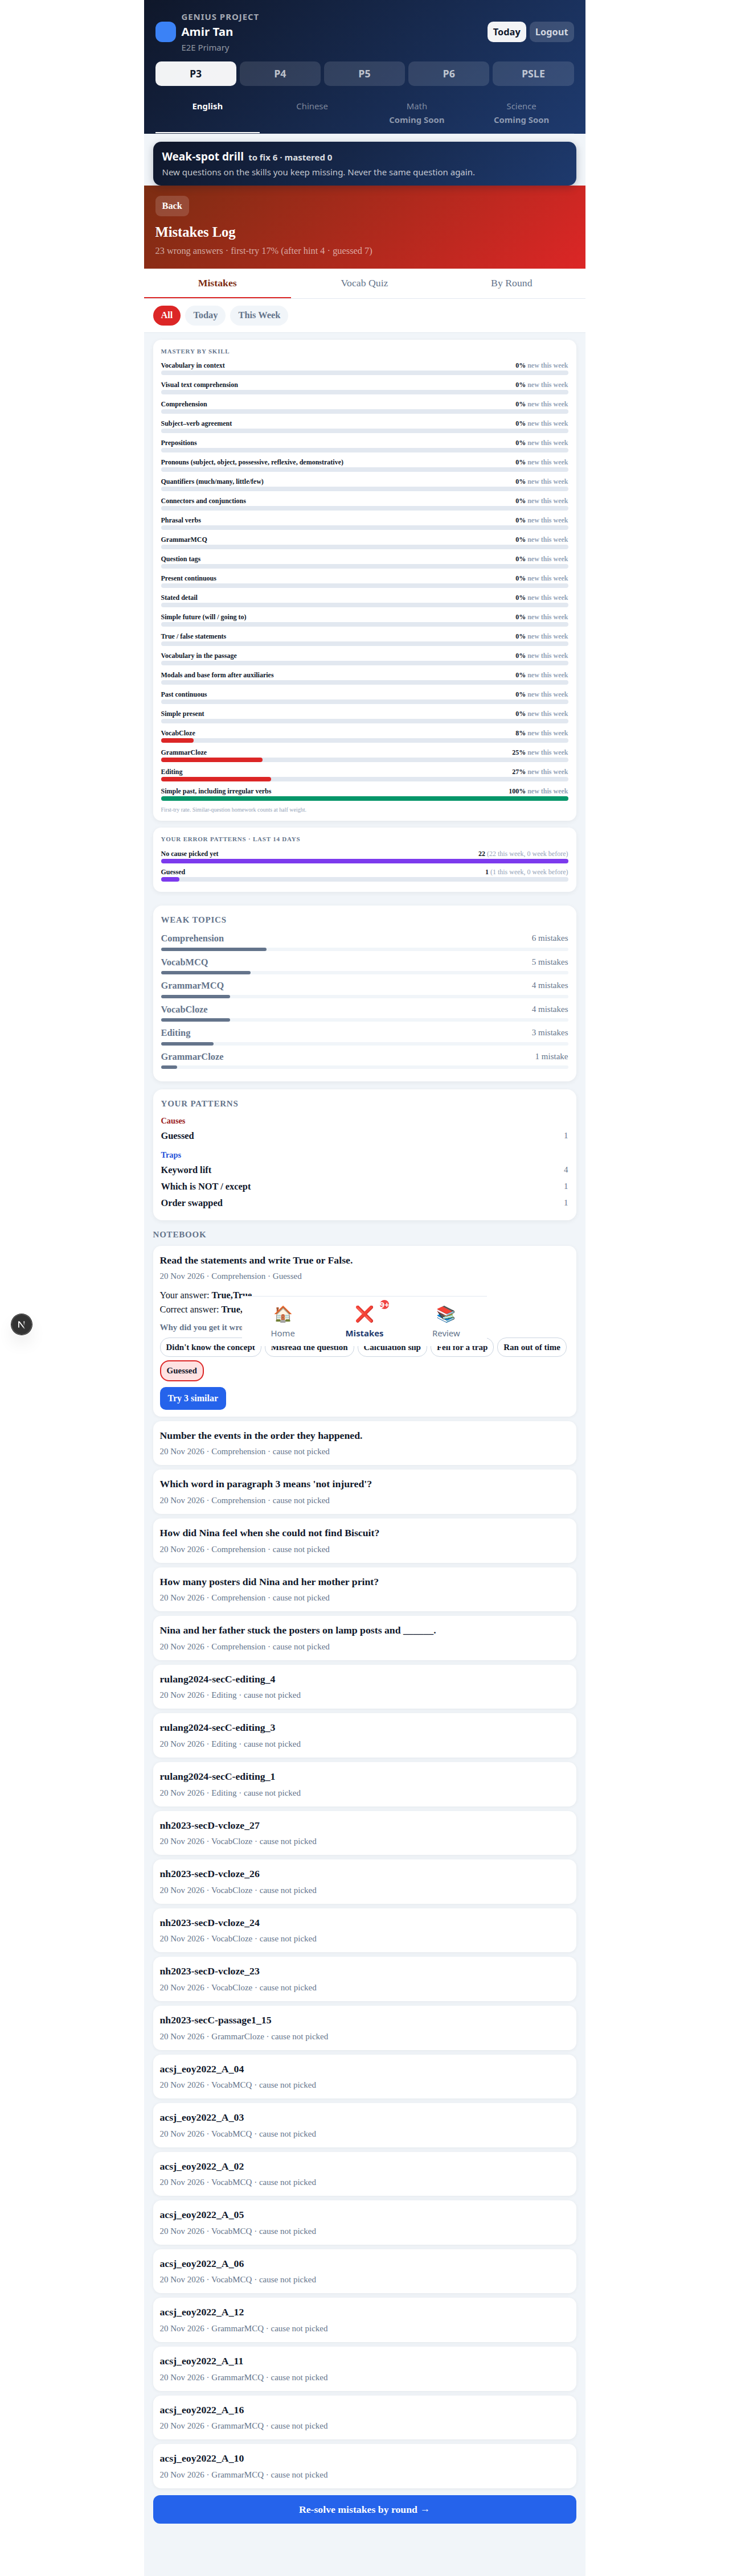 GENIUS PROJECT
Amir Tan
E2E Primary
Today
Logout
P3
P4
P5
P6
PSLE
English
Chinese
Math
Coming Soon
Science
Coming Soon
Weak-spot drill to fix 6 · mastered 0
New questions on the skills you keep missing. Never the same question again.
Back
Mistakes Log
23 wrong answers · first-try 17% (after hint 4 · guessed 7)
Mistakes
Vocab Quiz
By Round
All
Today
This Week
MASTERY BY SKILL
Vocabulary in context 0% new this week
Visual text comprehension 0% new this week
Comprehension 0% new this week
Subject–verb agreement 0% new this week
Prepositions 0% new this week
Pronouns (subject, object, possessive, reflexive, demonstrative) 0% new this week
Quantifiers (much/many, little/few) 0% new this week
Connectors and conjunctions 0% new this week
Phrasal verbs 0% new this week
GrammarMCQ 0% new this week
Question tags 0% new this week
Present continuous 0% new this week
Stated detail 0% new this week
Simple future (will / going to) 0% new this week
True / false statements 0% new this week
Vocabulary in the passage 0% new this week
Modals and base form after auxiliaries 0% new this week
Past continuous 0% new this week
Simple present 0% new this week
VocabCloze 8% new this week
GrammarCloze 25% new this week
Editing 27% new this week
Simple past, including irregular verbs 100% new this week
First-try rate. Similar-question homework counts at half weight.
YOUR ERROR PATTERNS · LAST 14 DAYS
No cause picked yet 22 (22 this week, 0 week before)
Guessed 1 (1 this week, 0 week before)
WEAK TOPICS
Comprehension 6 mistakes
VocabMCQ 5 mistakes
GrammarMCQ 4 mistakes
VocabCloze 4 mistakes
Editing 3 mistakes
GrammarCloze 1 mistake
YOUR PATTERNS
Causes
Guessed 1
Traps
Keyword lift 4
Which is NOT / except 1
Order swapped 1
NOTEBOOK
Read the statements and write True or False.
20 Nov 2026 · Comprehension · Guessed
Your answer: True,True
Correct answer: True,
Why did you get it
Home
Mistakes
9+
Review
Didn't know the concept
Misread the question
Calculation slip
Fell for a trap
Ran out of time
Guessed
Try 3 similar
Number the events in the order they happened.
20 Nov 2026 · Comprehension · cause not picked
Which word in paragraph 3 means 'not injured'?
20 Nov 2026 · Comprehension · cause not picked
How did Nina feel when she could not find Biscuit?
20 Nov 2026 · Comprehension · cause not picked
How many posters did Nina and her mother print?
20 Nov 2026 · Comprehension · cause not picked
Nina and her father stuck the posters on lamp posts and ______.
20 Nov 2026 · Comprehension · cause not picked
rulang2024-secC-editing_4
20 Nov 2026 · Editing · cause not picked
rulang2024-secC-editing_3
20 Nov 2026 · Editing · cause not picked
rulang2024-secC-editing_1
20 Nov 2026 · Editing · cause not picked
nh2023-secD-vcloze_27
20 Nov 2026 · VocabCloze · cause not picked
nh2023-secD-vcloze_26
20 Nov 2026 · VocabCloze · cause not picked
nh2023-secD-vcloze_24
20 Nov 2026 · VocabCloze · cause not picked
nh2023-secD-vcloze_23
20 Nov 2026 · VocabCloze · cause not picked
nh2023-secC-passage1_15
20 Nov 2026 · GrammarCloze · cause not picked
acsj_eoy2022_A_04
20 Nov 2026 · VocabMCQ · cause not picked
acsj_eoy2022_A_03
20 Nov 2026 · VocabMCQ · cause not picked
acsj_eoy2022_A_02
20 Nov 2026 · VocabMCQ · cause not picked
acsj_eoy2022_A_05
20 Nov 2026 · VocabMCQ · cause not picked
acsj_eoy2022_A_06
20 Nov 2026 · VocabMCQ · cause not picked
acsj_eoy2022_A_12
20 Nov 2026 · GrammarMCQ · cause not picked
acsj_eoy2022_A_11
20 Nov 2026 · GrammarMCQ · cause not picked
acsj_eoy2022_A_16
20 Nov 2026 · GrammarMCQ · cause not picked
acsj_eoy2022_A_10
20 Nov 2026 · GrammarMCQ · cause not picked
Re-solve mistakes by round →